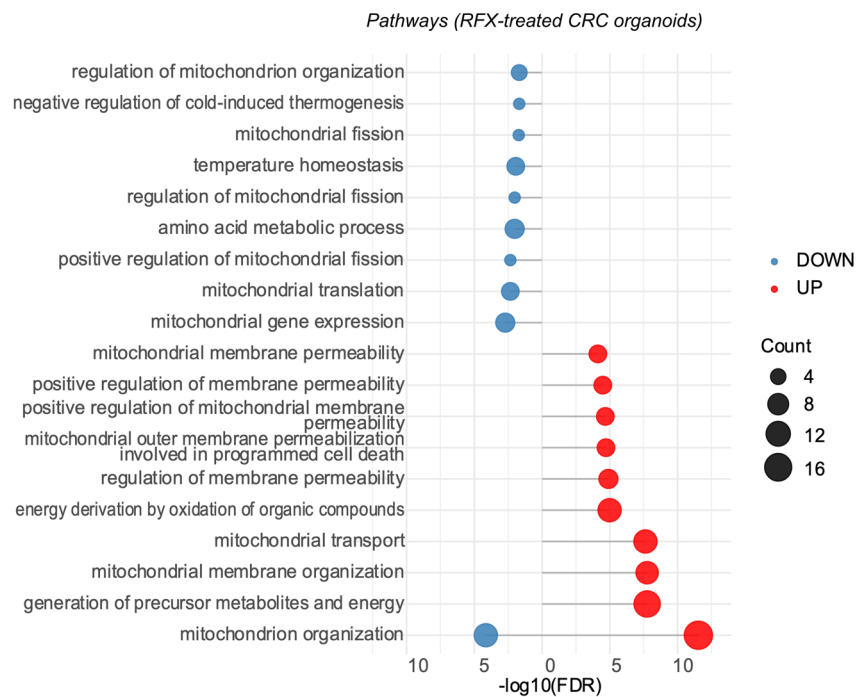 Pathways (RFX-treated CRC organoids)
regulation of mitochondrion organization
negative regulation of cold-induced thermogenesis
mitochondrial fission
temperature homeostasis
regulation of mitochondrial fission
amino acid metabolic process
positive regulation of mitochondrial fission
mitochondrial translation
mitochondrial gene expression
mitochondrial membrane permeability
positive regulation of membrane permeability
positive regulation of mitochondrial membrane
permeability
mitochondrial outer membrane permeabilization
involved in programmed cell death
regulation of membrane permeability
energy derivation by oxidation of organic compounds
mitochondrial transport
mitochondrial membrane organization
generation of precursor metabolites and energy
mitochondrion organization
10 5 0 5 10
-log10(FDR)
DOWN
UP
Count
4
8
12
16